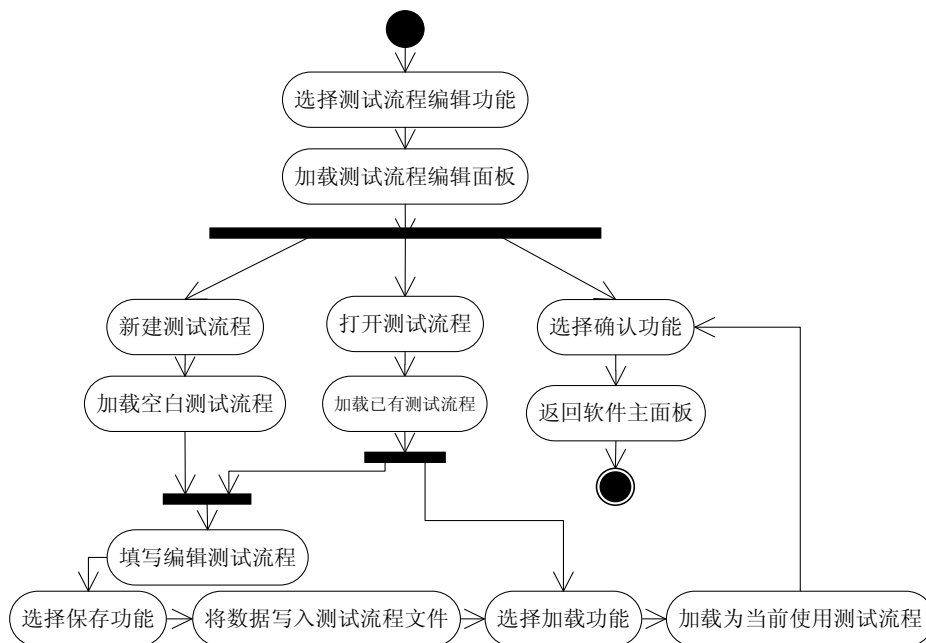 选择测试流程编辑功能
加载测试流程编辑面板
新建测试流程
打开测试流程
选择确认功能
加载空白测试流程
加载已有测试流程
返回软件主面板
填写编辑测试流程
选择保存功能
将数据写入测试流程文件
选择加载功能
加载为当前使用测试流程